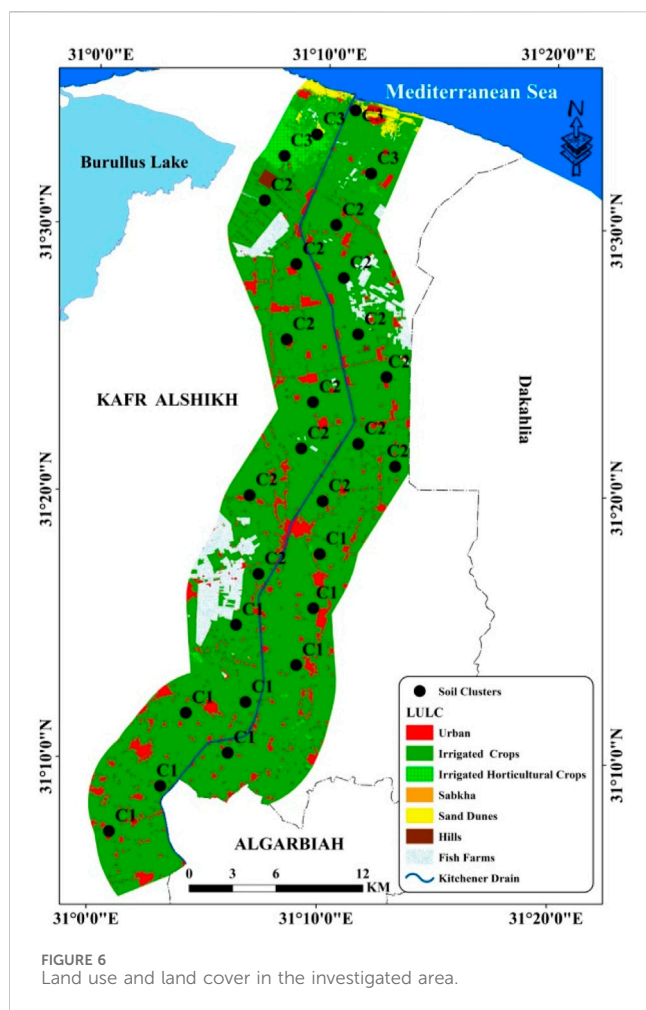 31°0'0"E
31°10'0"E
31°20'0"E
Mediterranean Sea
N
Burullus Lake
C3
C3
C3
C3
C2
C2
31°30'0"N
31°30'0"N
C2
C2
C2
C2
C2
KAFR ALSHIKH
C2
Dakahlia
C2
C2
C2
C2
C2
31°20'0"N
31°20'0"N
C1
C2
C1
C1
C1
C1
C1
C1
C1
C1
31°10'0"N
31°10'0"N
ALGARBIAH
Soil Clusters
LULC
Urban
Irrigated Crops
Irrigated Horticultural Crops
Sabkha
Sand Dunes
Hills
Fish Farms
Kitchener Drain
0 3 6 12
KM
31°0'0"E
31°10'0"E
31°20'0"E
FIGURE 6
Land use and land cover in the investigated area.